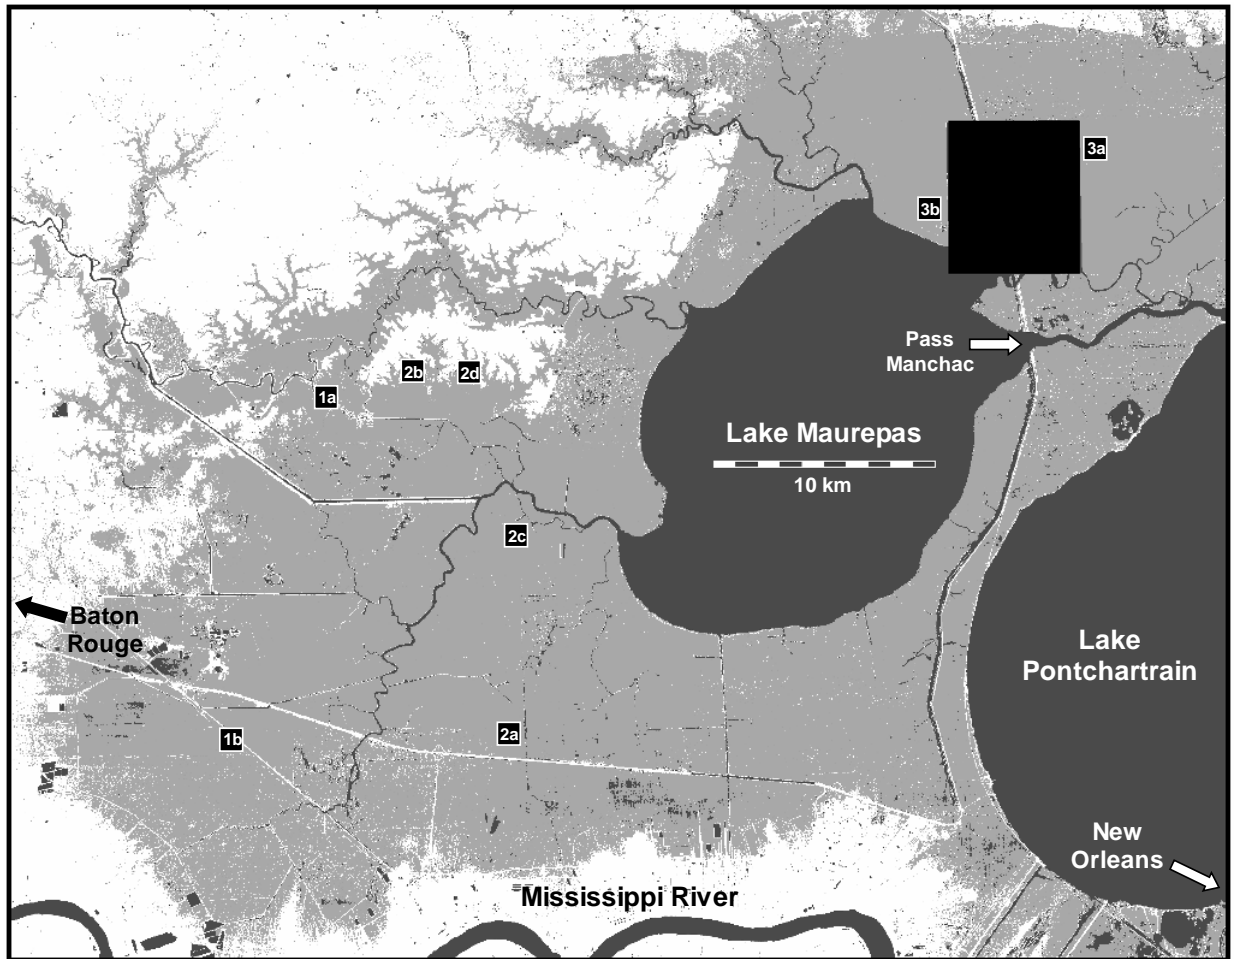 3a
3b
Pass
Manchac
2b
2d
1a
Lake Maurepas
10 km
2c
Baton
Rouge
Lake
Pontchartrain
1b
2a
New
Orleans
Mississippi River